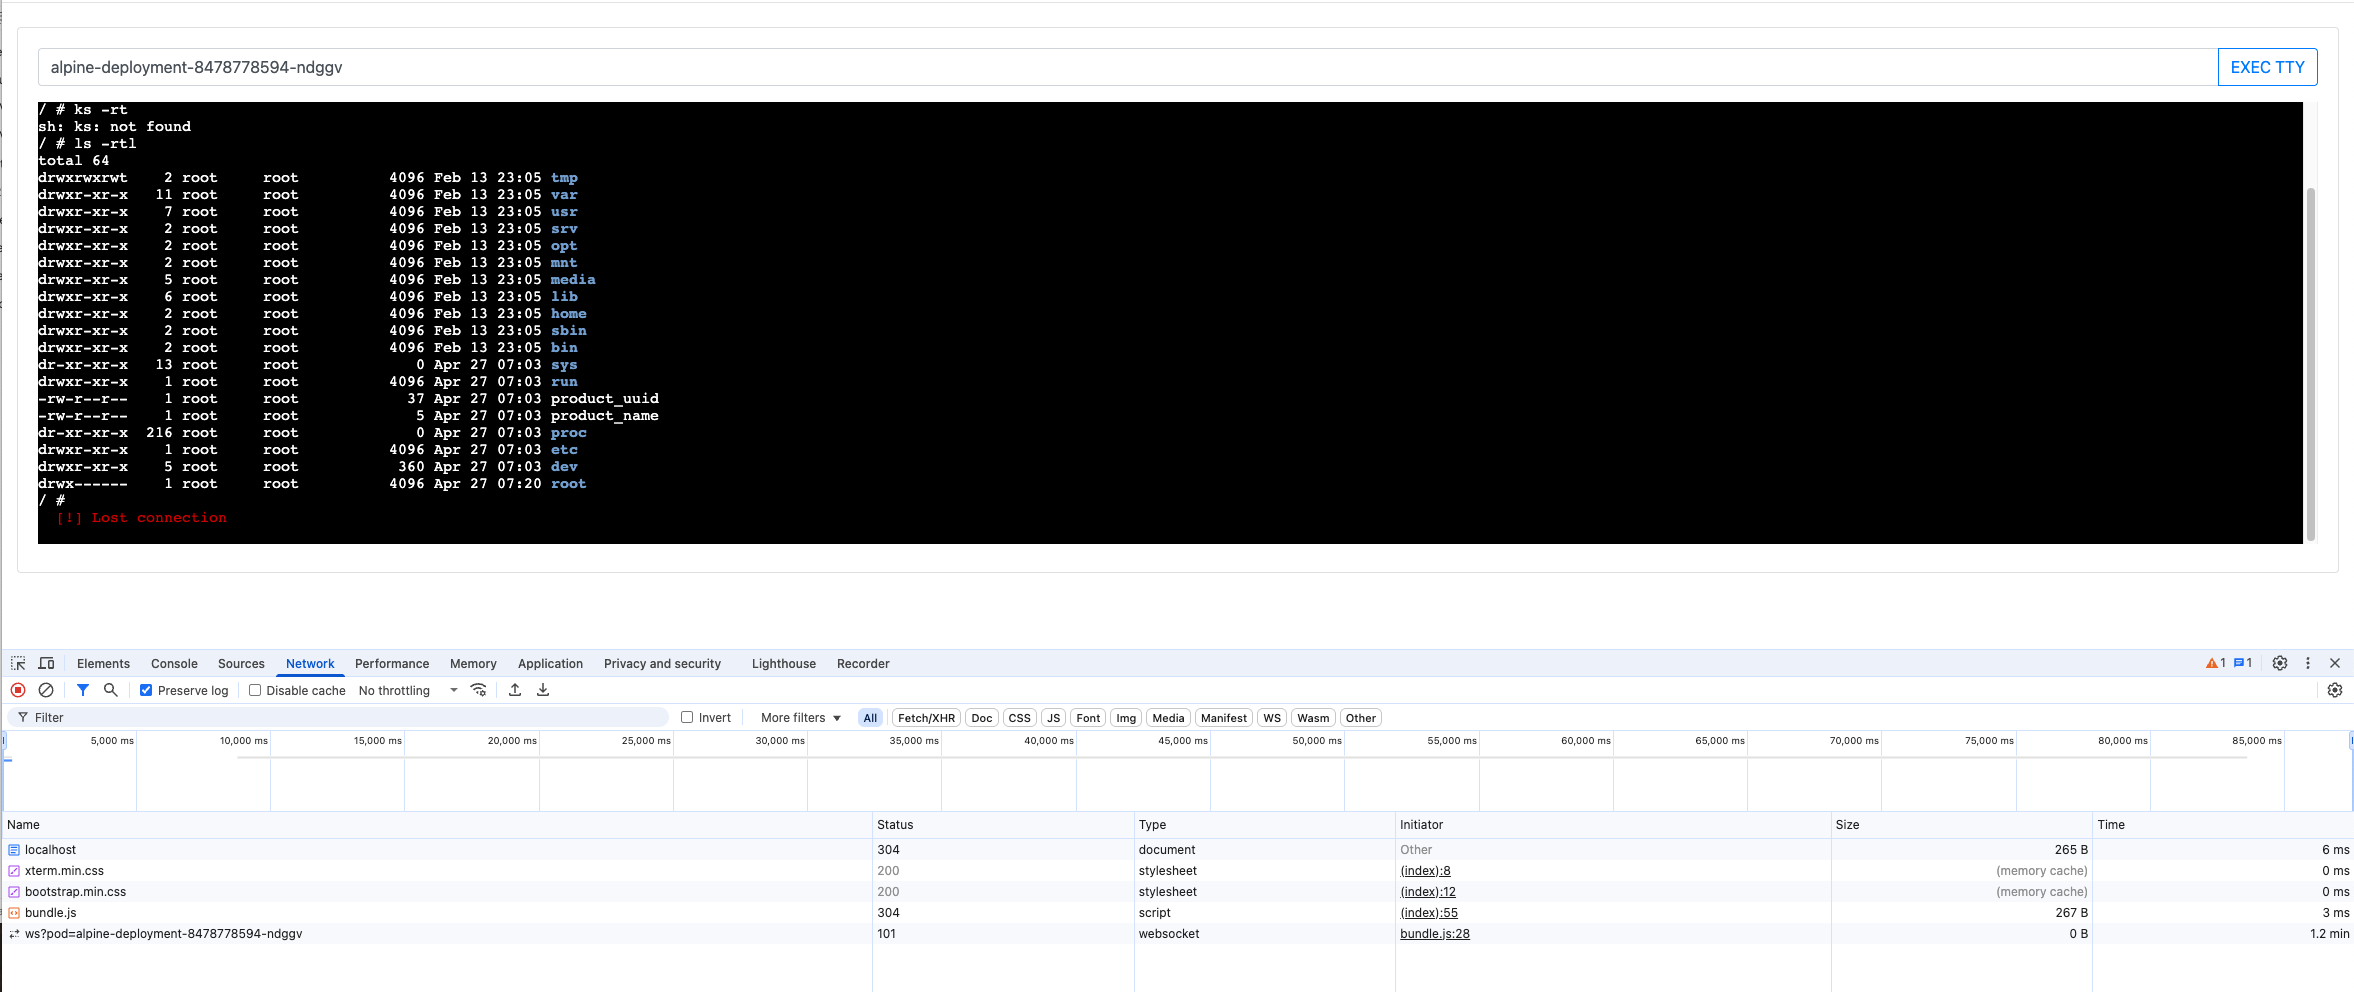 alpine-deployment-8478778594-ndggv EXEC TTY
/ # ks -rt
sh: ks: not found
/ # ls -rtl
total 64
drwxrwxrwt 2 root root 4096 Feb 13 23:05 tmp
drwxr-xr-x 11 root root 4096 Feb 13 23:05 var
drwxr-xr-x 7 root root 4096 Feb 13 23:05 usr
drwxr-xr-x 2 root root 4096 Feb 13 23:05 srv
drwxr-xr-x 2 root root 4096 Feb 13 23:05 opt
drwxr-xr-x 2 root root 4096 Feb 13 23:05 mnt
drwxr-xr-x 5 root root 4096 Feb 13 23:05 media
drwxr-xr-x 6 root root 4096 Feb 13 23:05 lib
drwxr-xr-x 2 root root 4096 Feb 13 23:05 home
drwxr-xr-x 2 root root 4096 Feb 13 23:05 sbin
drwxr-xr-x 2 root root 4096 Feb 13 23:05 bin
dr-xr-xr-x 13 root root 0 Apr 27 07:03 sys
drwxr-xr-x 1 root root 4096 Apr 27 07:03 run
-rw-r--r-- 1 root root 37 Apr 27 07:03 product_uuid
-rw-r--r-- 1 root root 5 Apr 27 07:03 product_name
dr-xr-xr-x 216 root root 0 Apr 27 07:03 proc
drwxr-xr-x 1 root root 4096 Apr 27 07:03 etc
drwxr-xr-x 5 root root 360 Apr 27 07:03 dev
drwx------ 1 root root 4096 Apr 27 07:20 root
/ #
[!] Lost connection
Elements Console Sources Network Performance Memory Application Privacy and security Lighthouse Recorder 1 1
Preserve log Disable cache No throttling
Filter Invert More filters All Fetch/XHR Doc CSS JS Font Img Media Manifest WS Wasm Other
5,000 ms 10,000 ms 15,000 ms 20,000 ms 25,000 ms 30,000 ms 35,000 ms 40,000 ms 45,000 ms 50,000 ms 55,000 ms 60,000 ms 65,000 ms 70,000 ms 75,000 ms 80,000 ms 85,000 ms
Name Status Type Initiator Size Time
localhost 304 document Other 265 B 6 ms
xterm.min.css 200 stylesheet (index):8 (memory cache) 0 ms
bootstrap.min.css 200 stylesheet (index):12 (memory cache) 0 ms
bundle.js 304 script (index):55 267 B 3 ms
ws?pod=alpine-deployment-8478778594-ndggv 101 websocket bundle.js:28 0 B 1.2 min